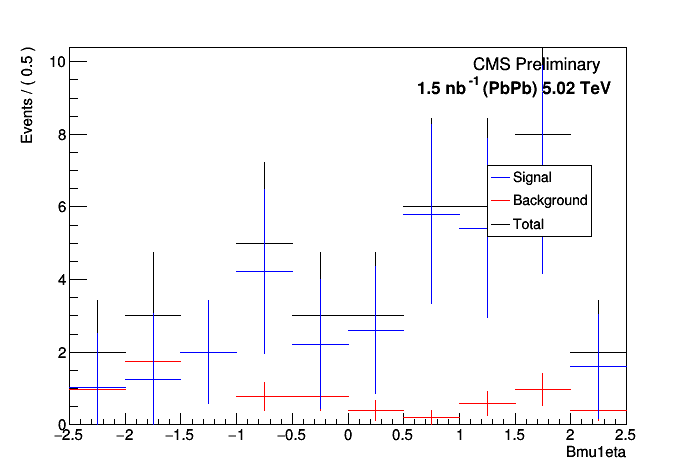 Events / ( 0.5 )
10
8
6
4
2
0
CMS Preliminary
1.5 nb-1 (PbPb) 5.02 TeV
Signal
Background
Total
−2.5 −2 −1.5 −1 −0.5 0 0.5 1 1.5 2 2.5
Bmu1eta